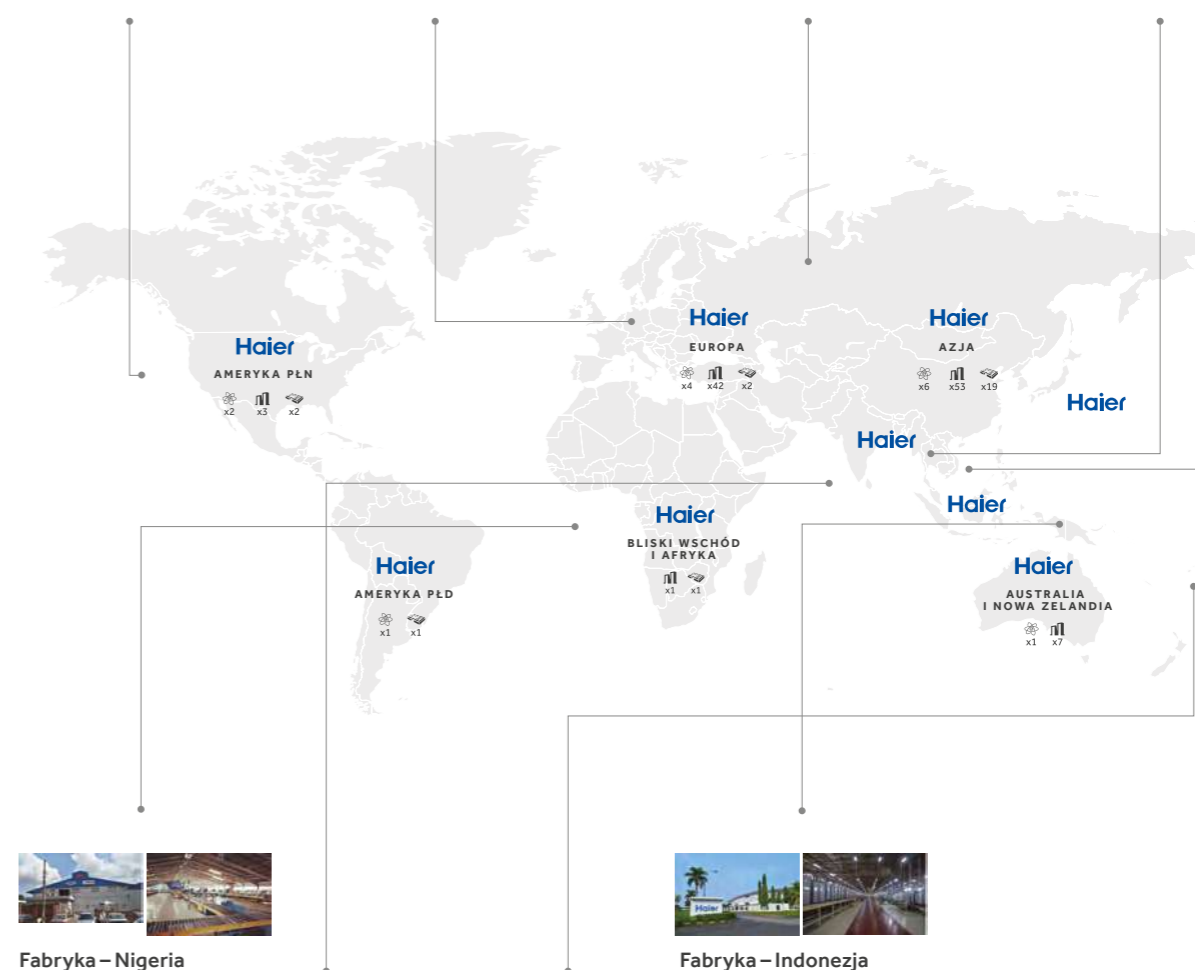 Haier
EUROPA
x4 x42 x2
Haier
AZJA
x6 x53 x19
Haier
AMERYKA PŁN
x2 x3 x2
Haier
Haier
Haier
Haier
BLISKI WSCHÓD
I AFRYKA
x1 x1
Haier
AMERYKA PŁD
x1 x1
Haier
AUSTRALIA
I NOWA ZELANDIA
x1 x7
Haier
Fabryka – Nigeria
Fabryka – Indonezja